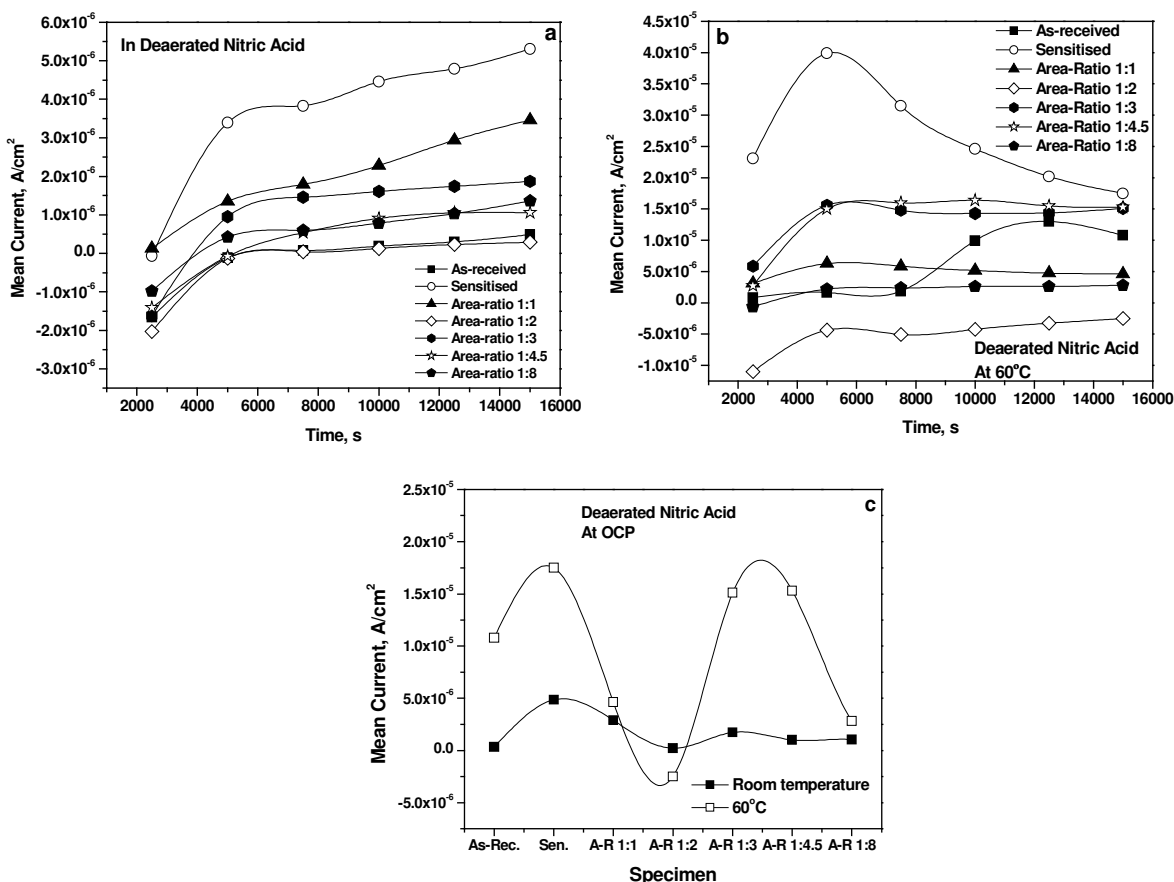 a
In Deaerated Nitric Acid
6.0x10⁻⁶
5.0x10⁻⁶
4.0x10⁻⁶
3.0x10⁻⁶
2.0x10⁻⁶
1.0x10⁻⁶
0.0
-1.0x10⁻⁶
-2.0x10⁻⁶
-3.0x10⁻⁶
Mean Current, A/cm²
As-received
Sensitised
Area-ratio 1:1
Area-ratio 1:2
Area-ratio 1:3
Area-ratio 1:4.5
Area-ratio 1:8
2000 4000 6000 8000 10000 12000 14000 16000
Time, s
b
4.5x10⁻⁵
4.0x10⁻⁵
3.5x10⁻⁵
3.0x10⁻⁵
2.5x10⁻⁵
2.0x10⁻⁵
1.5x10⁻⁵
1.0x10⁻⁵
5.0x10⁻⁶
0.0
-5.0x10⁻⁶
-1.0x10⁻⁵
Mean Current, A/cm²
As-received
Sensitised
Area-Ratio 1:1
Area-Ratio 1:2
Area-Ratio 1:3
Area-Ratio 1:4.5
Area-Ratio 1:8
Deaerated Nitric Acid
At 60°C
2000 4000 6000 8000 10000 12000 14000 16000
Time, s
c
Deaerated Nitric Acid
At OCP
2.5x10⁻⁵
2.0x10⁻⁵
1.5x10⁻⁵
1.0x10⁻⁵
5.0x10⁻⁶
0.0
-5.0x10⁻⁶
Mean Current, A/cm²
Room temperature
60°C
As-Rec. Sen. A-R 1:1 A-R 1:2 A-R 1:3 A-R 1:4.5 A-R 1:8
Specimen